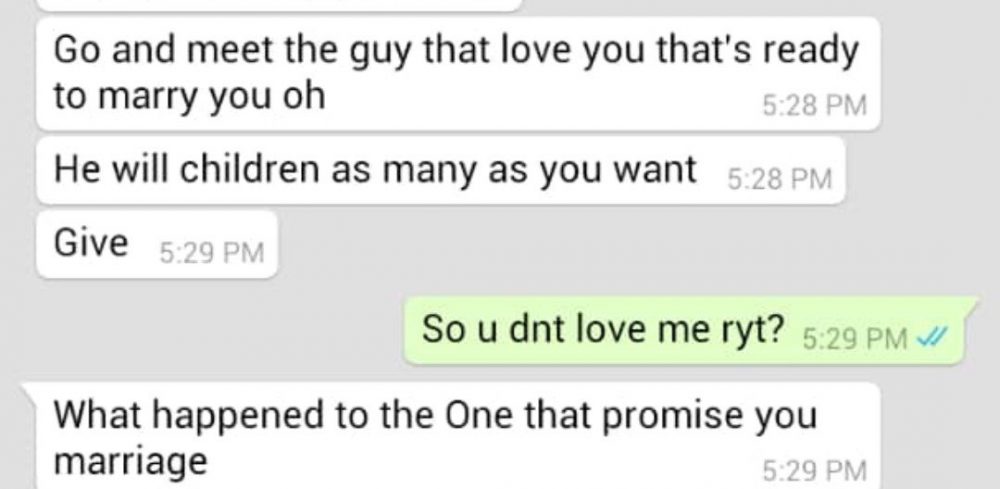 Go and meet the guy that love you that's ready
to marry you oh
5:28 PM
He will children as many as you want 5:28 PM
Give 5:29 PM
So u dnt love me ryt? 5:29 PM
What happened to the One that promise you
marriage
5:29 PM